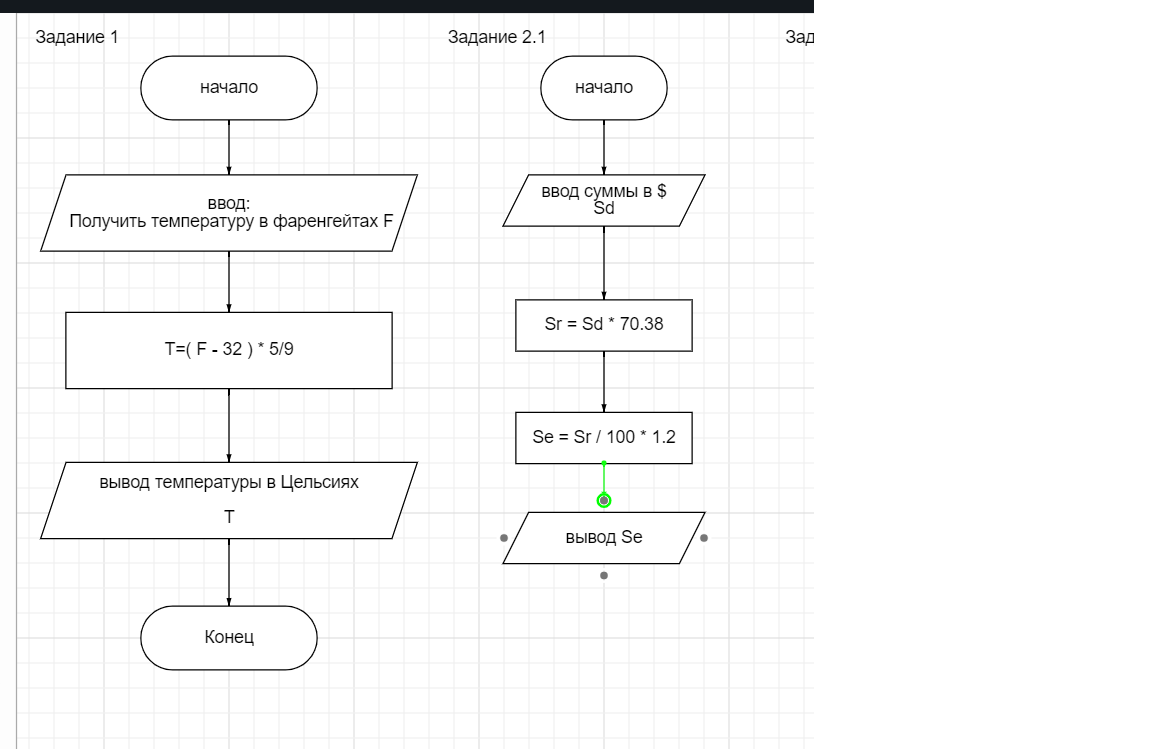 Задание 1
начало
ввод:
Получить температуру в фаренгейтах F
T=( F - 32 ) * 5/9
вывод температуры в Цельсиях
T
Конец
Задание 2.1
начало
ввод суммы в $
Sd
Sr = Sd * 70.38
Se = Sr / 100 * 1.2
вывод Se
Зад